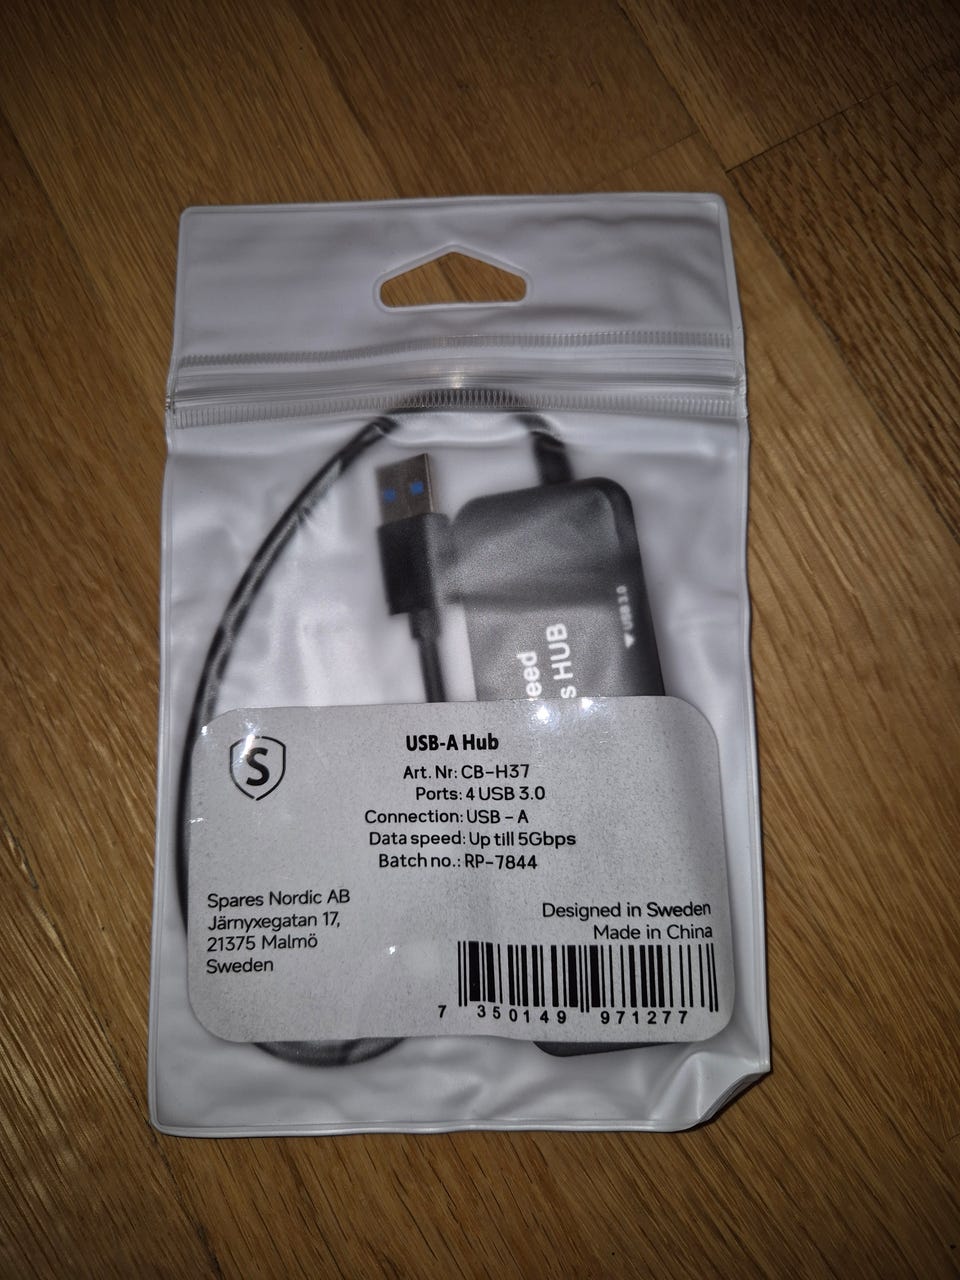 USB 3.0
eed
s HUB
S
USB-A Hub
Art. Nr: CB-H37
Ports: 4 USB 3.0
Connection: USB - A
Data speed: Up till 5Gbps
Batch no.: RP-7844
Spares Nordic AB
Järnyxegatan 17,
21375 Malmö
Sweden
Designed in Sweden
Made in China
7 350149 971277